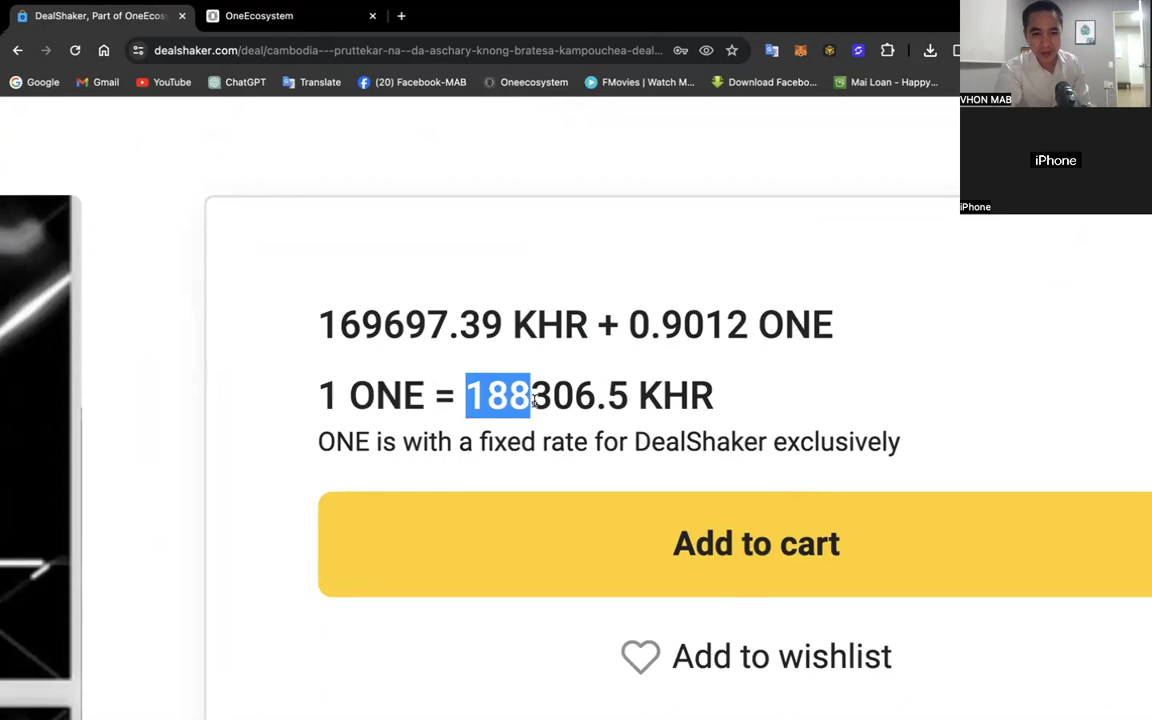 DealShaker, Part of OneEcos
OneEcosystem
dealshaker.com/deal/cambodia---pruttekar-na--da-aschary-knong-bratesa-kampouchea-deal...
Google
Gmail
YouTube
ChatGPT
Translate
(20) Facebook-MAB
Oneecosystem
FMovies | Watch M...
Download Facebo...
Mai Loan - Happy...
VHON MAB
iPhone
iPhone
169697.39 KHR + 0.9012 ONE
1 ONE = 188306.5 KHR
ONE is with a fixed rate for DealShaker exclusively
Add to cart
Add to wishlist